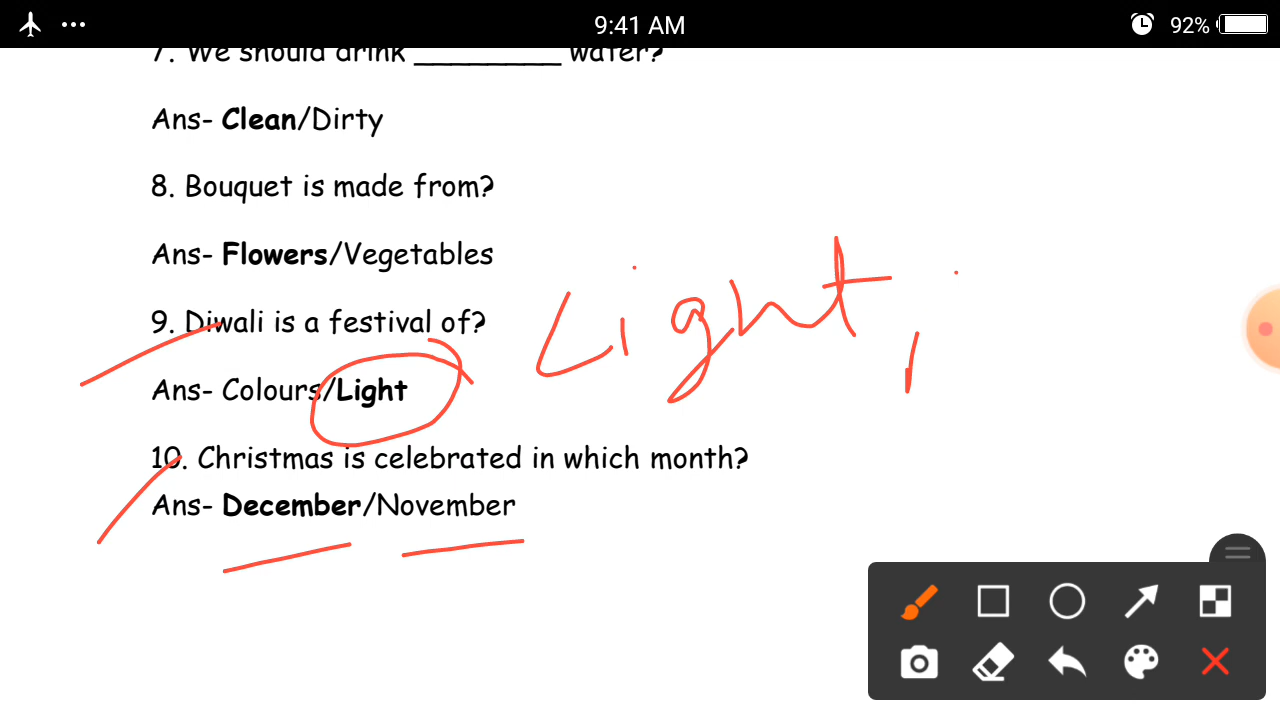 9:41 AM 92%
7. We should drink _________ water?
Ans- Clean/Dirty
8. Bouquet is made from?
Ans- Flowers/Vegetables
Light,
9. Diwali is a festival of?
Ans- Colours/Light
10. Christmas is celebrated in which month?
Ans- December/November